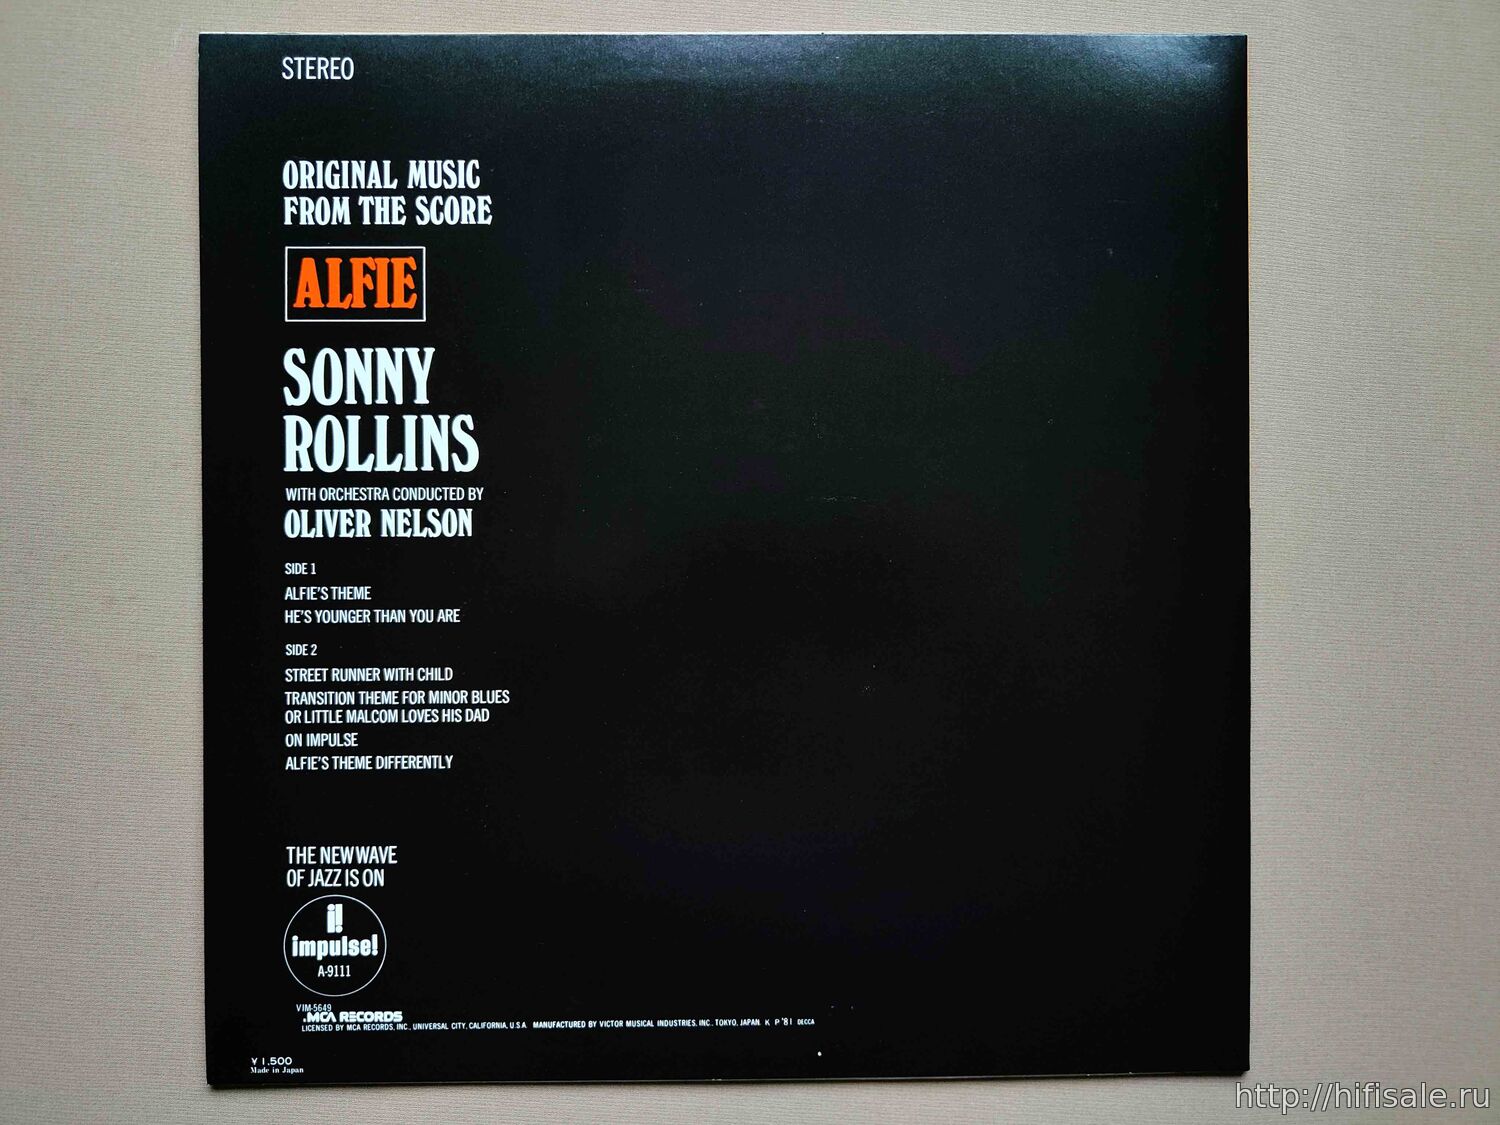 STEREO
ORIGINAL MUSIC
FROM THE SCORE
ALFIE
SONNY
ROLLINS
WITH ORCHESTRA CONDUCTED BY
OLIVER NELSON
SIDE 1
ALFIE'S THEME
HE'S YOUNGER THAN YOU ARE
SIDE 2
STREET RUNNER WITH CHILD
TRANSITION THEME FOR MINOR BLUES
OR LITTLE MALCOM LOVES HIS DAD
ON IMPULSE
ALFIE'S THEME DIFFERENTLY
THE NEW WAVE
OF JAZZ IS ON
i!
impulse!
A-9111
VIM-5649
.MCA RECORDS
LICENSED BY MCA RECORDS, INC., UNIVERSAL CITY, CALIFORNIA, U.S.A. MANUFACTURED BY VICTOR MUSICAL INDUSTRIES, INC., TOKYO, JAPAN. K P '81 DECCA
¥1,500
Made in Japan
http://hifisale.ru